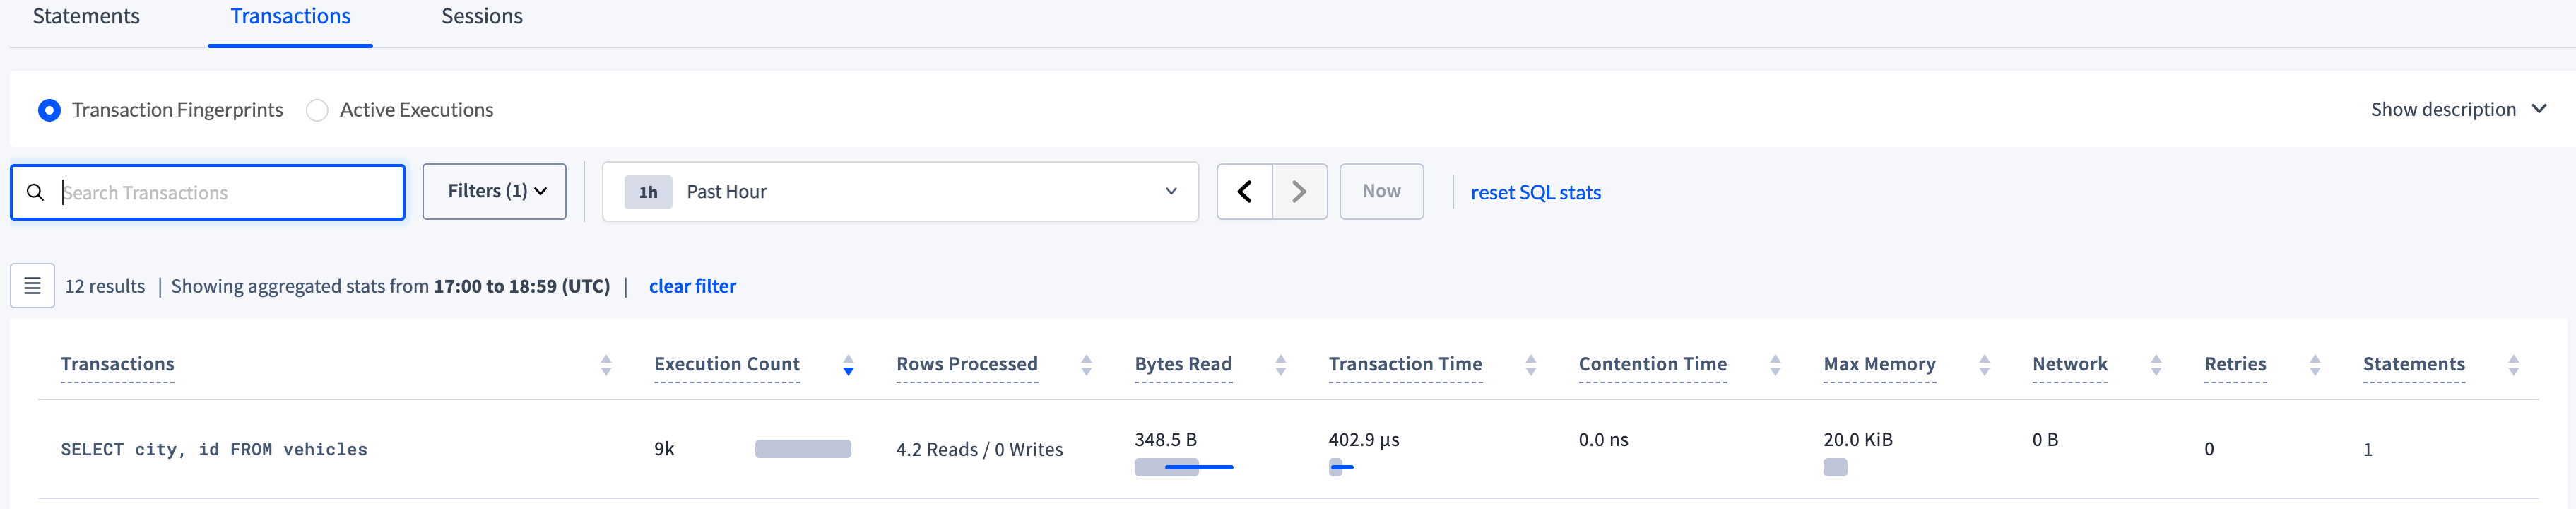 Statements Transactions Sessions
Transaction Fingerprints Active Executions Show description
Search Transactions Filters (1) 1h Past Hour Now reset SQL stats
12 results | Showing aggregated stats from 17:00 to 18:59 (UTC) | clear filter
Transactions Execution Count Rows Processed Bytes Read Transaction Time Contention Time Max Memory Network Retries Statements
SELECT city, id FROM vehicles 9k 4.2 Reads / 0 Writes 348.5 B 402.9 µs 0.0 ns 20.0 KiB 0 B 0 1